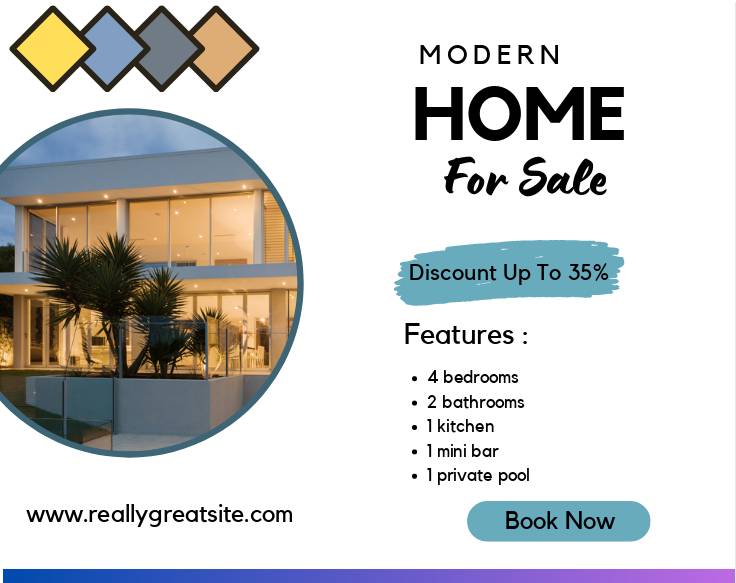 MODERN
HOME
For Sale
Discount Up To 35%
Features :
• 4 bedrooms
• 2 bathrooms
• 1 kitchen
• 1 mini bar
• 1 private pool
www.reallygreatsite.com
Book Now